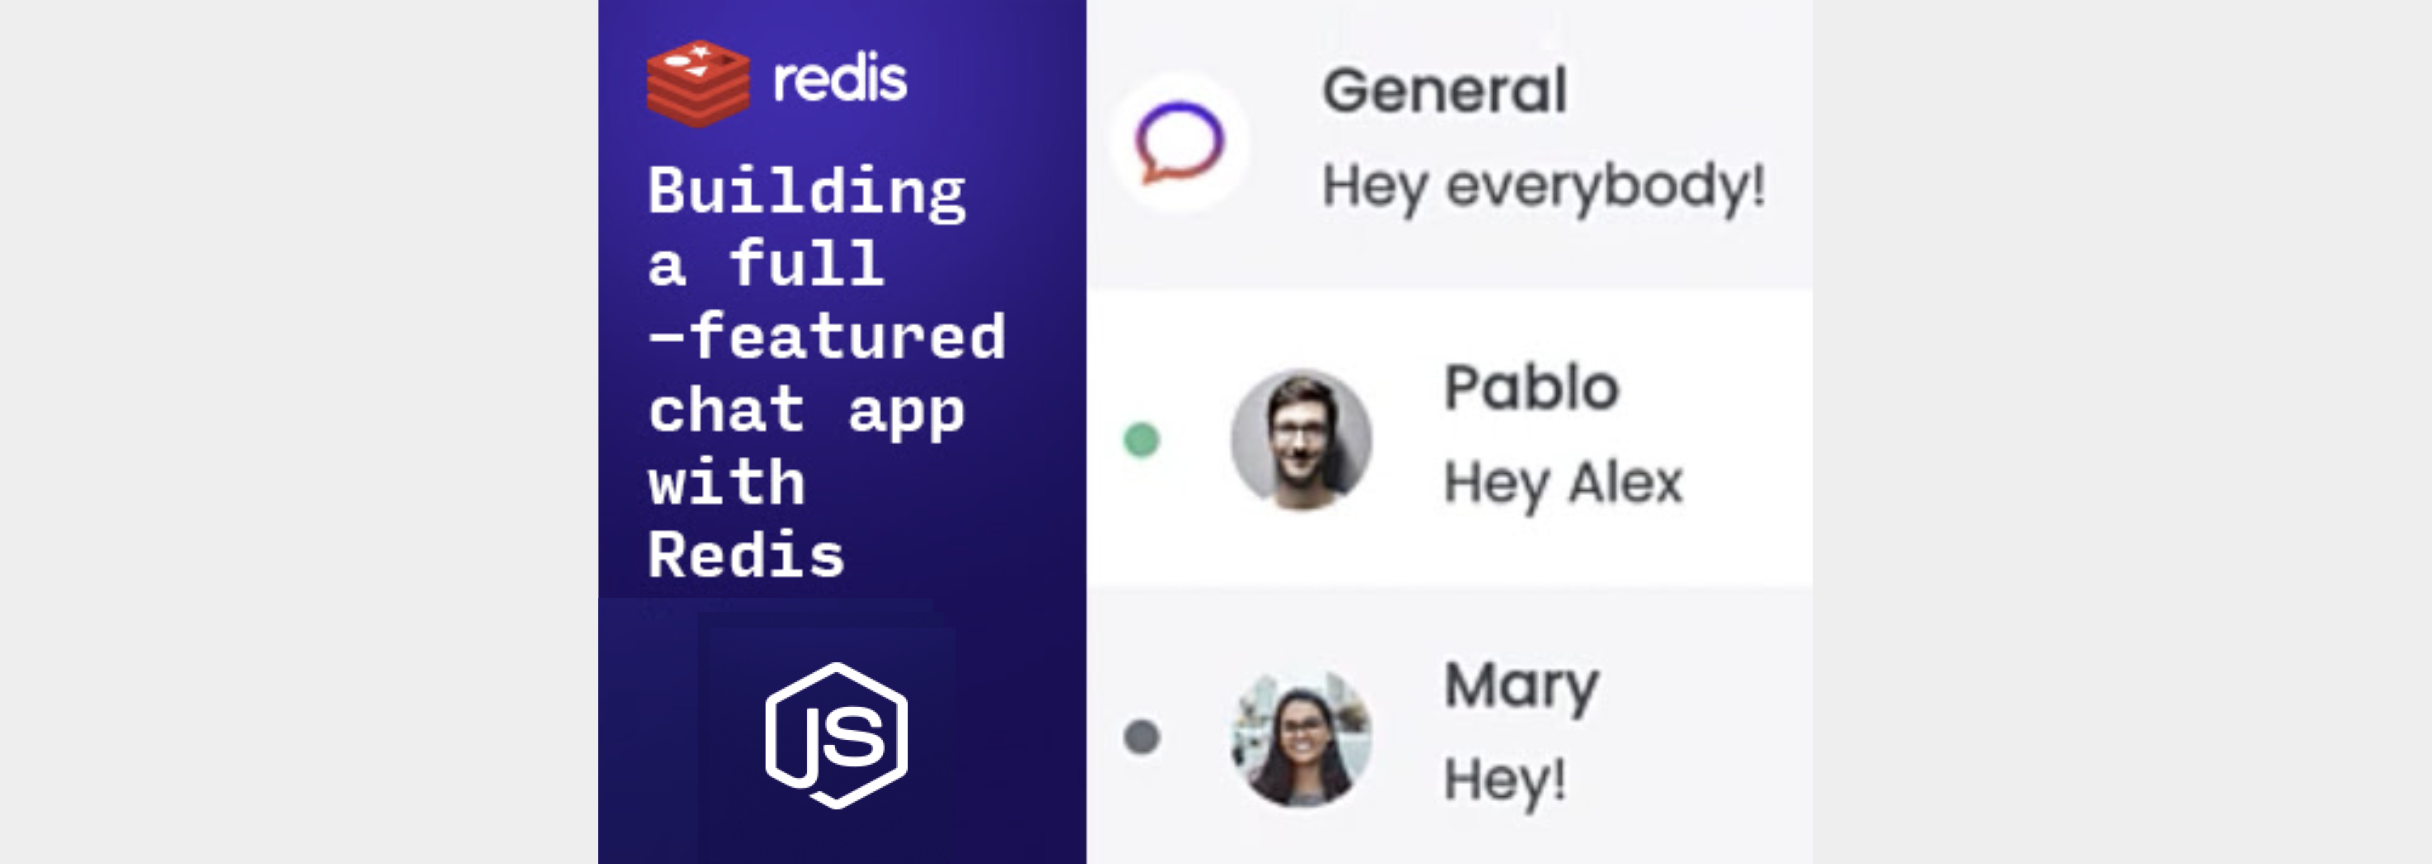 redis
Building
a full
–featured
chat app
with
Redis
JS
General
Hey everybody!
Pablo
Hey Alex
Mary
Hey!